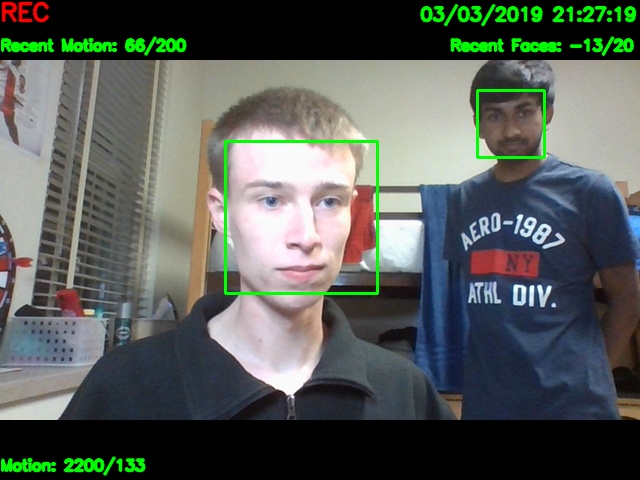 REC
03/03/2019 21:27:19
Recent Motion: 66/200
Recent Faces: -13/20
AERO-1987
NY
ATHL DIV.
Motion: 2200/133